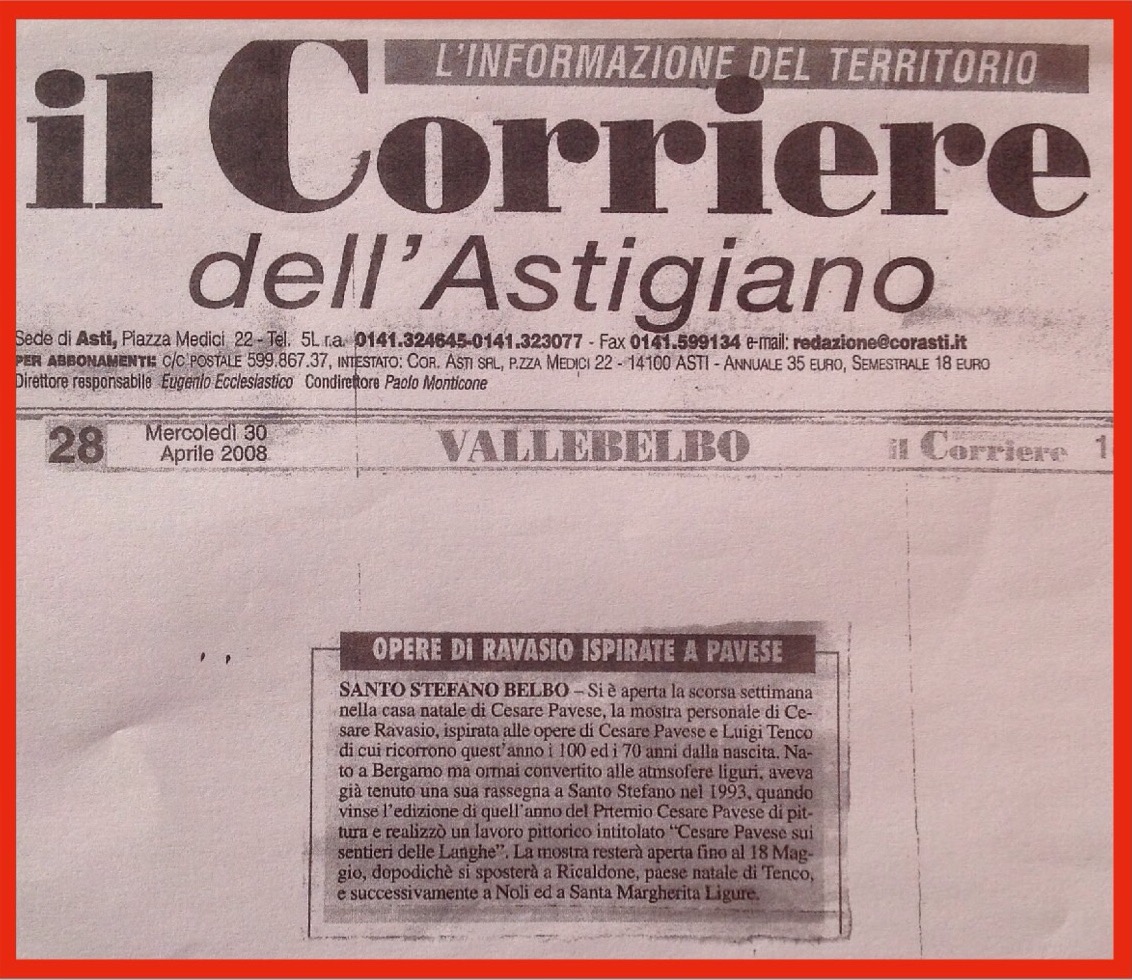 L'INFORMAZIONE DEL TERRITORIO
il Corriere
dell'Astigiano
Sede di Asti, Piazza Medici 22 - Tel. 5L r.a. 0141.324645-0141.323077 - Fax 0141.599134 e-mail: redazione@corasti.it
PER ABBONAMENTI: C/C POSTALE 599.867.37, INTESTATO: COR. ASTI SRL, P.ZZA MEDICI 22 - 14100 ASTI - ANNUALE 35 EURO, SEMESTRALE 18 EURO
Direttore responsabile Eugenio Ecclesiastico Condirettore Paolo Monticone
28 Mercoledì 30 Aprile 2008 VALLEBELBO il Corriere
OPERE DI RAVASIO ISPIRATE A PAVESE
SANTO STEFANO BELBO – Si è aperta la scorsa settimana
nella casa natale di Cesare Pavese, la mostra personale di Ce-
sare Ravasio, ispirata alle opere di Cesare Pavese e Luigi Tenco
di cui ricorrono quest'anno i 100 ed i 70 anni dalla nascita. Na-
to a Bergamo ma ormai convertito alle atmsofere liguri, aveva
già tenuto una sua rassegna a Santo Stefano nel 1993, quando
vinse l'edizione di quell'anno del Prtemio Cesare Pavese di pit-
tura e realizzò un lavoro pittorico intitolato "Cesare Pavese sui
sentieri delle Langhe". La mostra resterà aperta fino al 18 Mag-
gio, dopodichè si sposterà a Ricaldone, paese natale di Tenco,
e successivamente a Noli ed a Santa Margherita Ligure.